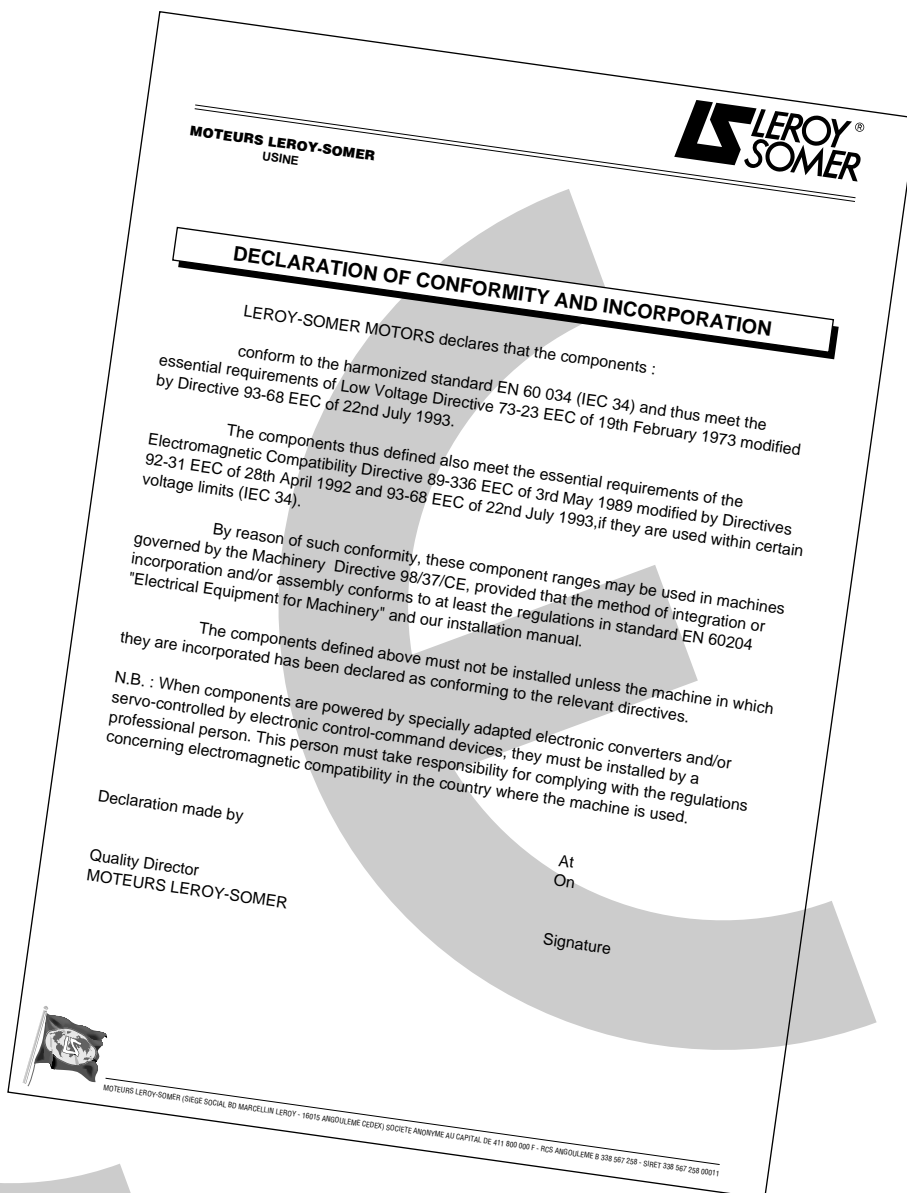 LEROY ®
SOMER
MOTEURS LEROY-SOMER
USINE
DECLARATION OF CONFORMITY AND INCORPORATION
LEROY-SOMER MOTORS declares that the components :
conform to the harmonized standard EN 60 034 (IEC 34) and thus meet the
essential requirements of Low Voltage Directive 73-23 EEC of 19th February 1973 modified
by Directive 93-68 EEC of 22nd July 1993.
The components thus defined also meet the essential requirements of the
Electromagnetic Compatibility Directive 89-336 EEC of 3rd May 1989 modified by Directives
92-31 EEC of 28th April 1992 and 93-68 EEC of 22nd July 1993,if they are used within certain
voltage limits (IEC 34).
By reason of such conformity, these component ranges may be used in machines
governed by the Machinery Directive 98/37/CE, provided that the method of integration or
incorporation and/or assembly conforms to at least the regulations in standard EN 60204
"Electrical Equipment for Machinery" and our installation manual.
The components defined above must not be installed unless the machine in which
they are incorporated has been declared as conforming to the relevant directives.
N.B. : When components are powered by specially adapted electronic converters and/or
servo-controlled by electronic control-command devices, they must be installed by a
professional person. This person must take responsibility for complying with the regulations
concerning electromagnetic compatibility in the country where the machine is used.
Declaration made by
At
On
Quality Director
MOTEURS LEROY-SOMER
Signature
MOTEURS LEROY-SOMER (SIEGE SOCIAL BD MARCELLIN LEROY - 16015 ANGOULEME CEDEX) SOCIETE ANONYME AU CAPITAL DE 411 800 000 F - RCS ANGOULEME B 338 567 258 - SIRET 338 567 258 00011